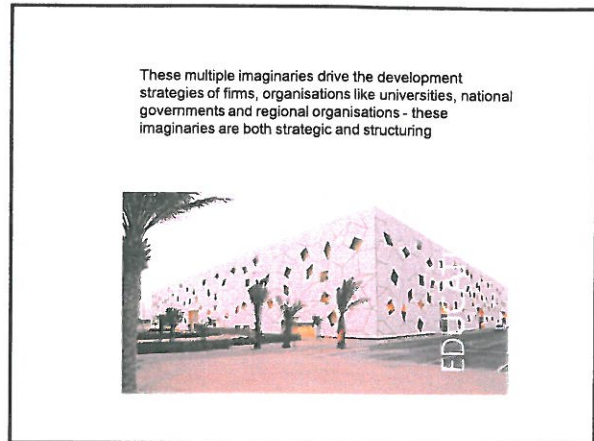 These multiple imaginaries drive the development
strategies of firms, organisations like universities, national
governments and regional organisations - these
imaginaries are both strategic and structuring